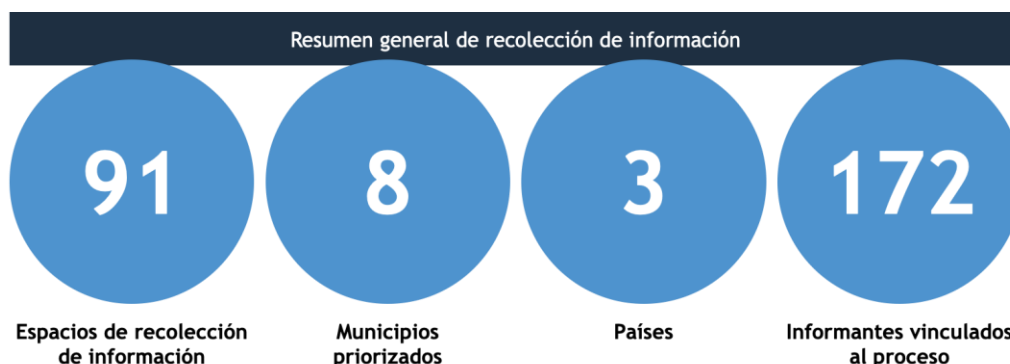 Resumen general de recolección de información
91
8
3
172
Espacios de recolección
de información
Municipios
priorizados
Países
Informantes vinculados
al proceso